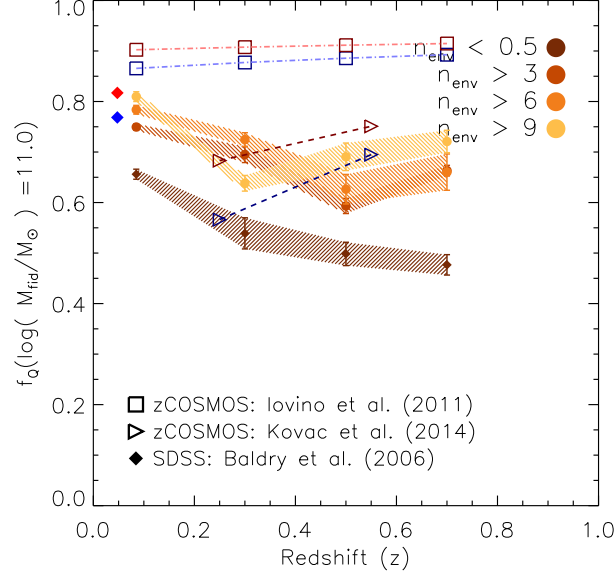 1.0
0.8
0.6
0.4
0.2
0.0
f_Q(log( M_fid/M_⊙ ) =11.0)
n_env < 0.5
n_env > 3
n_env > 6
n_env > 9
zCOSMOS: Iovino et al. (2011)
zCOSMOS: Kovac et al. (2014)
SDSS: Baldry et al. (2006)
0.0 0.2 0.4 0.6 0.8 1.0
Redshift (z)